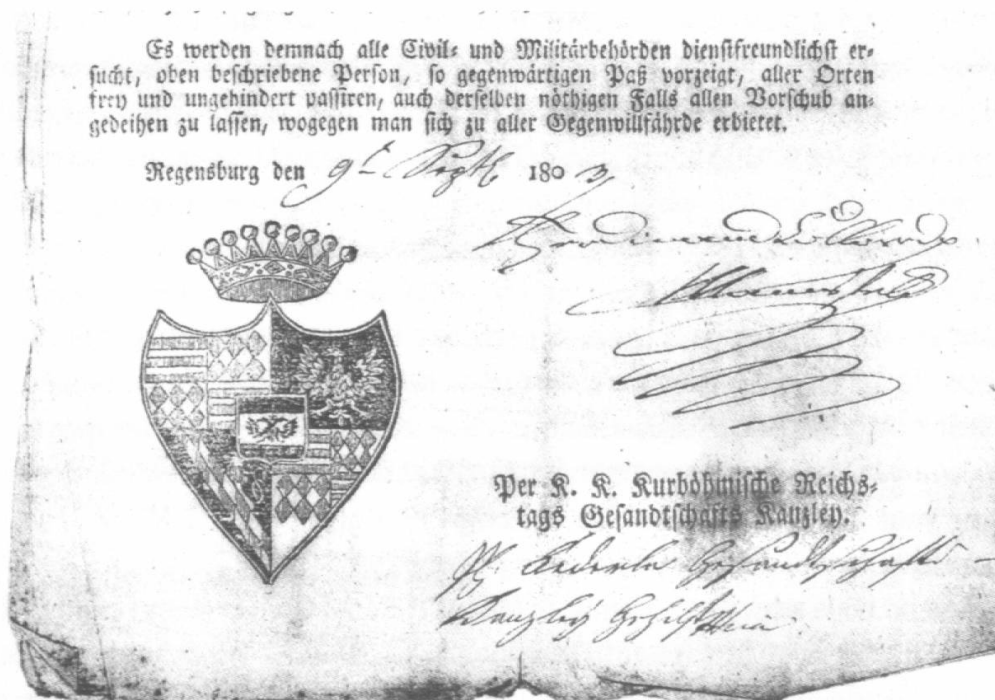 Es werden demnach alle Civil- und Militärbehörden dienstfreundlichst er-
sucht, oben beschriebene Person, so gegenwärtigen Paß vorzeigt, aller Orten
frey und ungehindert passiren, auch derselben nöthigen Falls allen Vorschub an-
gedeihen zu lassen, wogegen man sich zu aller Gegenwillfährde erbietet.
Regensburg den 9t Septb 1803
Ferdinand
Per K. K. Kurböhmische Reichs-
tags Gesandtschafts Kanzley.
Gesandtschafts-
Kanzley